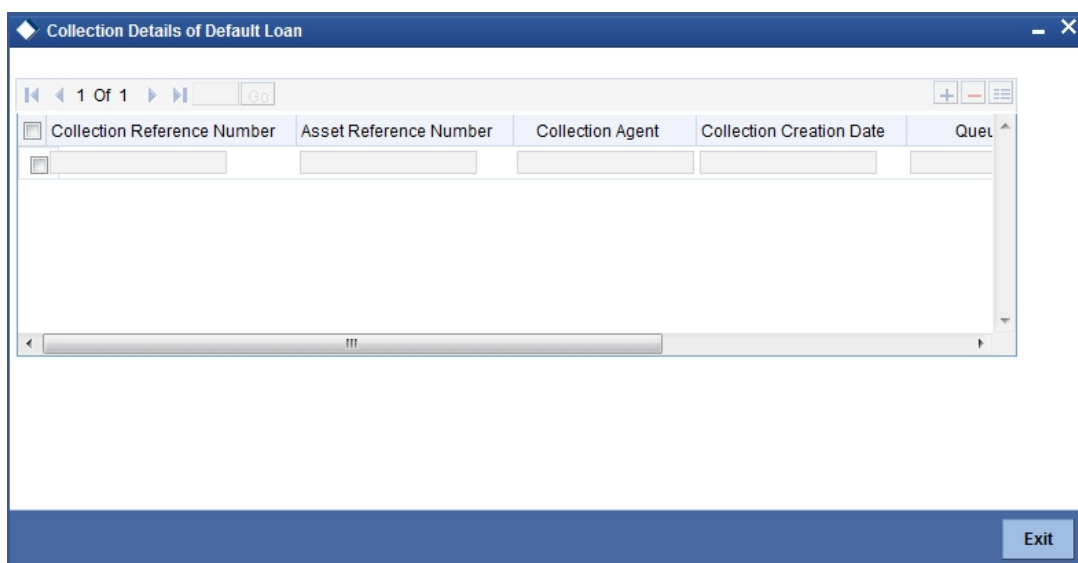 Collection Details of Default Loan
1 Of 1 Go
Collection Reference Number Asset Reference Number Collection Agent Collection Creation Date Queu
Exit